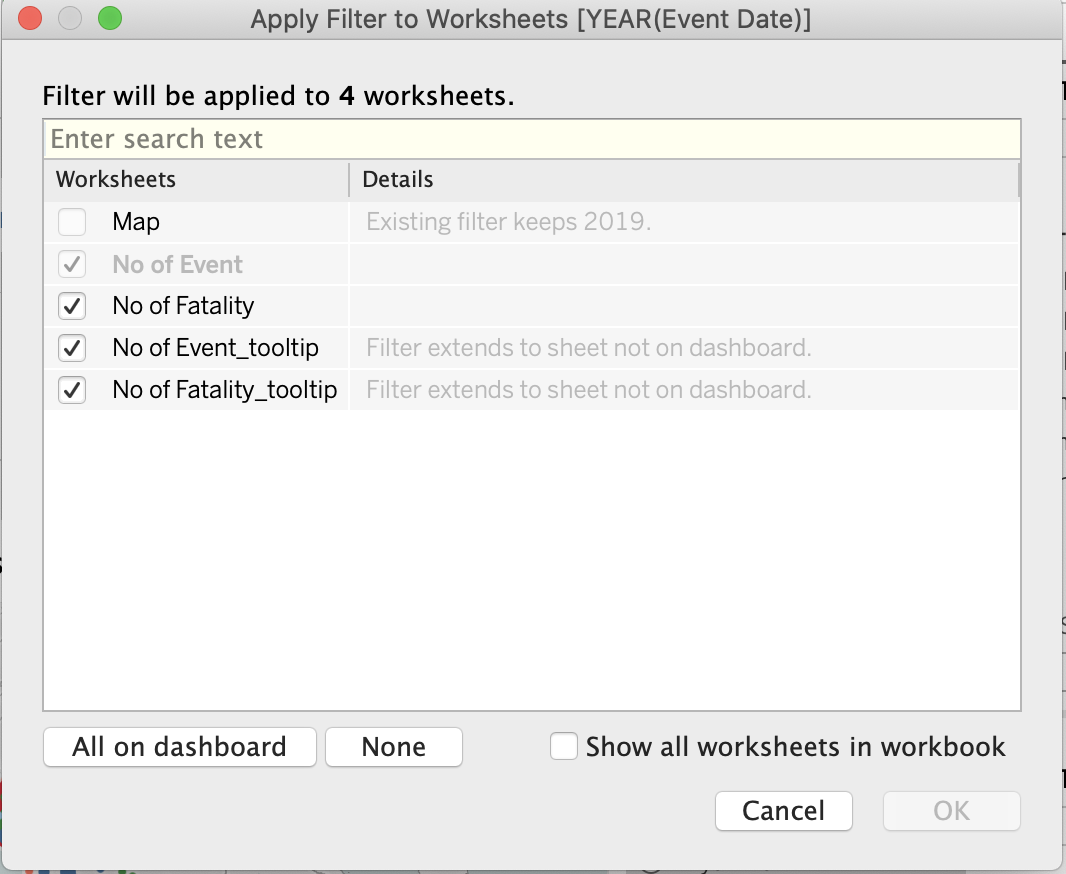 Apply Filter to Worksheets [YEAR(Event Date)]
Filter will be applied to 4 worksheets.
Enter search text
Worksheets Details
Map Existing filter keeps 2019.
No of Event
No of Fatality
No of Event_tooltip Filter extends to sheet not on dashboard.
No of Fatality_tooltip Filter extends to sheet not on dashboard.
All on dashboard None Show all worksheets in workbook
Cancel OK